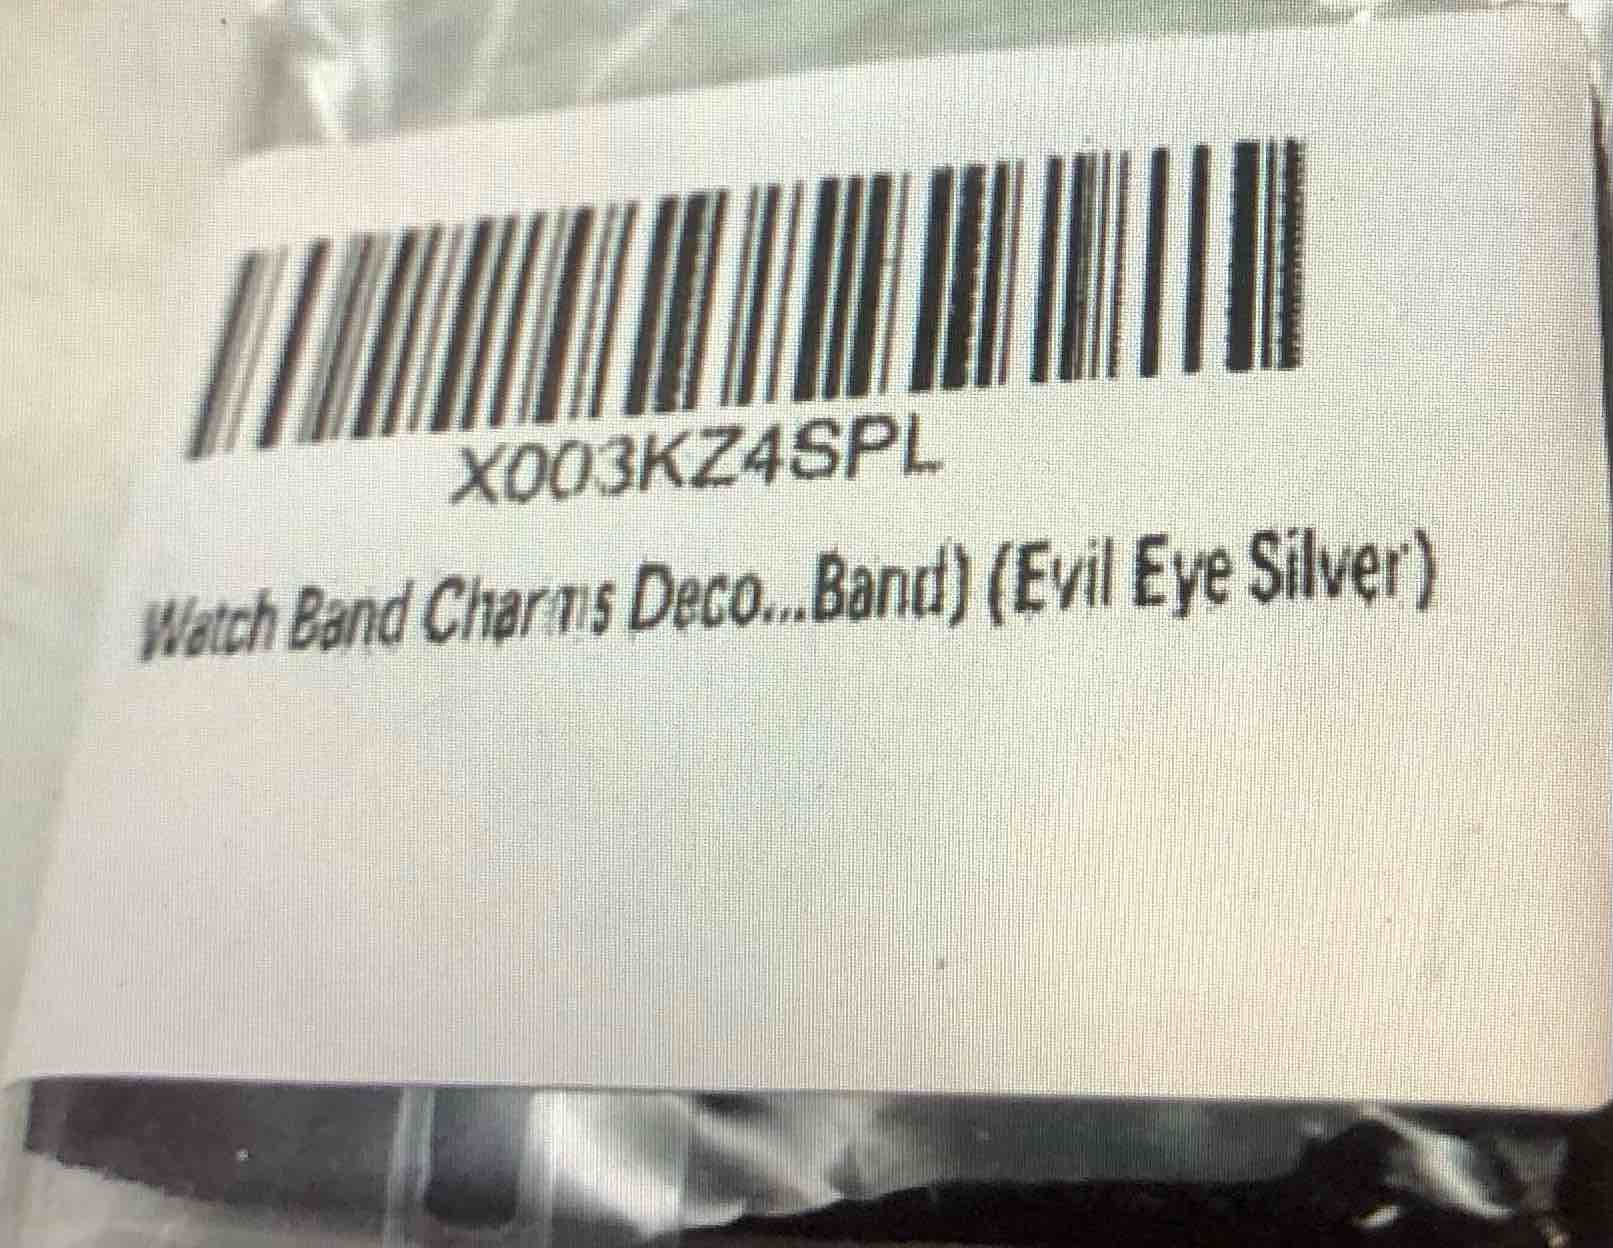 X003KZ4SPL
Watch Band Charms Deco...Band) (Evil Eye Silver)